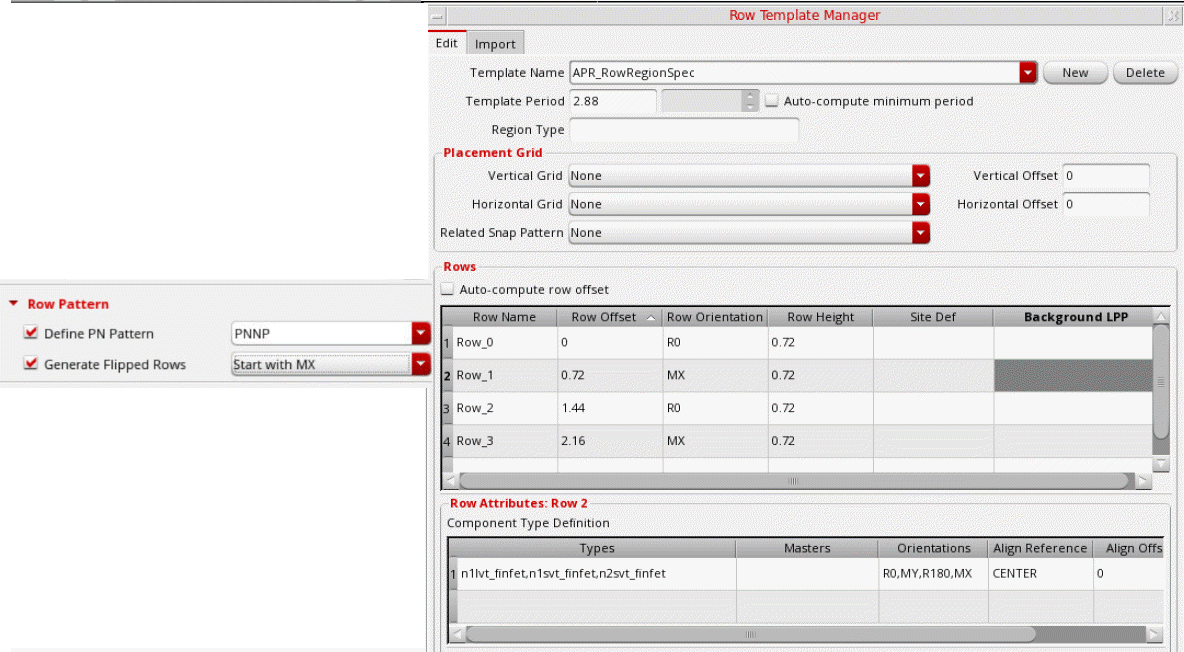 Row Template Manager
Edit Import
Template Name APR_RowRegionSpec New Delete
Template Period 2.88 Auto-compute minimum period
Region Type
Placement Grid
Vertical Grid None Vertical Offset 0
Horizontal Grid None Horizontal Offset 0
Related Snap Pattern None
Rows
Auto-compute row offset
Row Name Row Offset Row Orientation Row Height Site Def Background LPP
1 Row_0 0 R0 0.72
2 Row_1 0.72 MX 0.72
3 Row_2 1.44 R0 0.72
4 Row_3 2.16 MX 0.72
Row Attributes: Row 2
Component Type Definition
Types Masters Orientations Align Reference Align Offs
1 n1lvt_finfet,n1svt_finfet,n2svt_finfet R0,MY,R180,MX CENTER 0
Row Pattern
Define PN Pattern PNNP
Generate Flipped Rows Start with MX